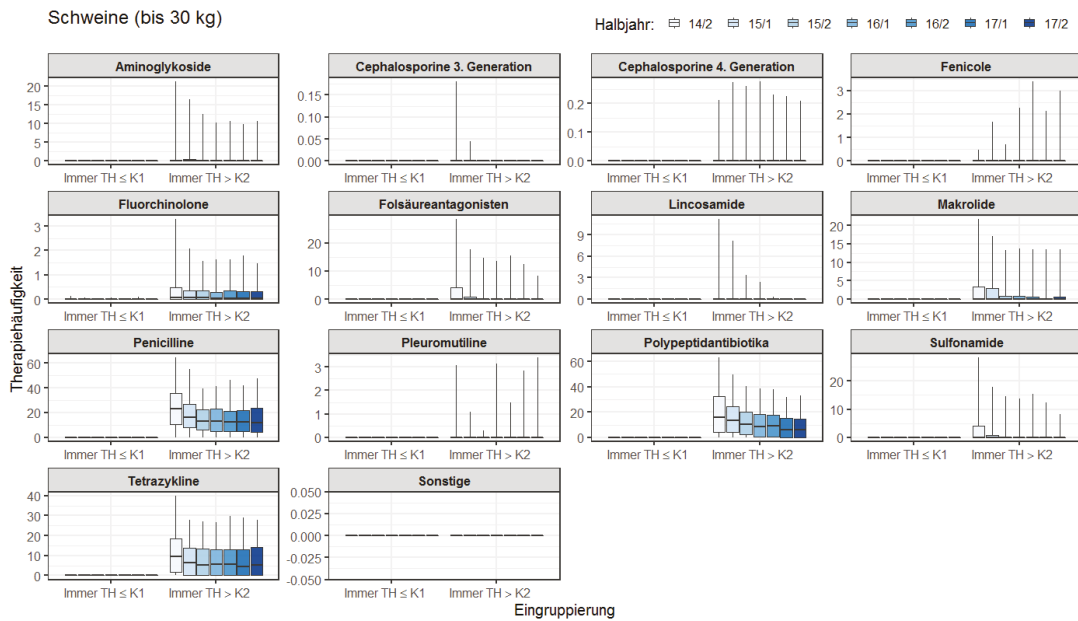 Schweine (bis 30 kg)
Halbjahr: 14/2 15/1 15/2 16/1 16/2 17/1 17/2
Therapiehäufigkeit
Aminoglykoside
20
15
10
5
0
Immer TH ≤ K1 Immer TH > K2
Cephalosporine 3. Generation
0.15
0.10
0.05
0.00
Immer TH ≤ K1 Immer TH > K2
Cephalosporine 4. Generation
0.2
0.1
0.0
Immer TH ≤ K1 Immer TH > K2
Fenicole
3
2
1
0
Immer TH ≤ K1 Immer TH > K2
Fluorchinolone
3
2
1
0
Immer TH ≤ K1 Immer TH > K2
Folsäureantagonisten
20
10
0
Immer TH ≤ K1 Immer TH > K2
Lincosamide
9
6
3
0
Immer TH ≤ K1 Immer TH > K2
Makrolide
20
15
10
5
0
Immer TH ≤ K1 Immer TH > K2
Penicilline
60
40
20
0
Immer TH ≤ K1 Immer TH > K2
Pleuromutiline
3
2
1
0
Immer TH ≤ K1 Immer TH > K2
Polypeptidantibiotika
60
40
20
0
Immer TH ≤ K1 Immer TH > K2
Sulfonamide
20
10
0
Immer TH ≤ K1 Immer TH > K2
Tetrazykline
40
30
20
10
0
Immer TH ≤ K1 Immer TH > K2
Sonstige
0.050
0.025
0.000
-0.025
-0.050
Immer TH ≤ K1 Immer TH > K2
Eingruppierung